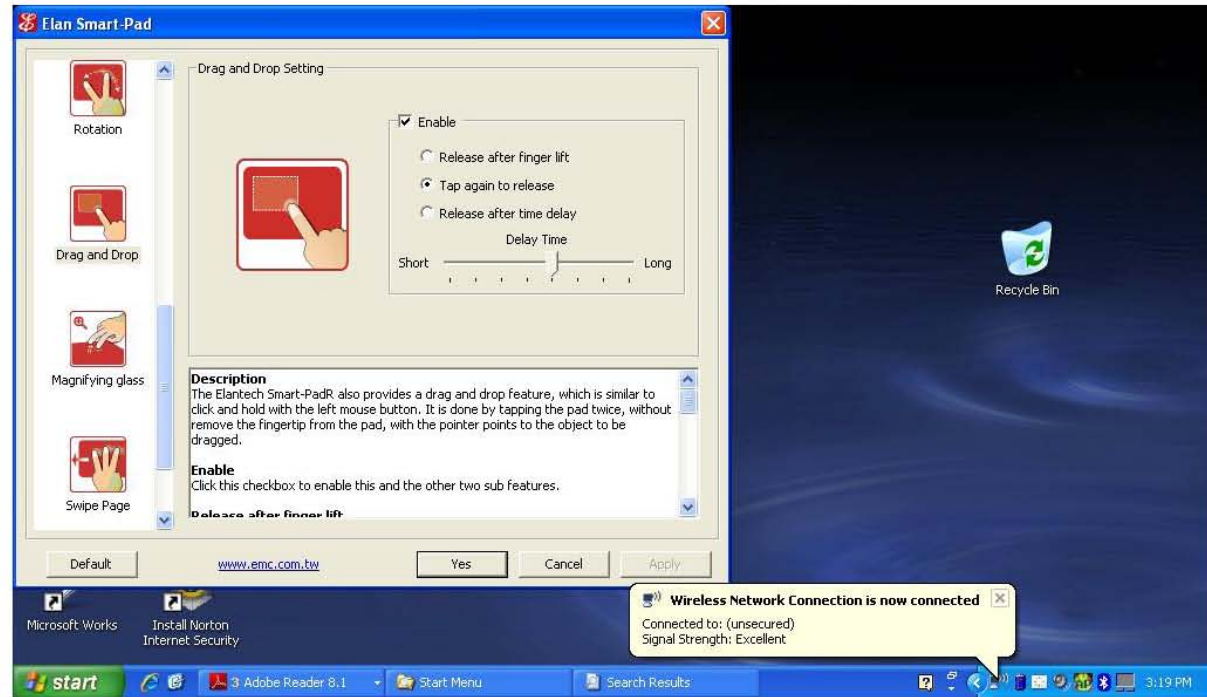 Elan Smart-Pad
Rotation
Drag and Drop
Magnifying glass
Swipe Page
Drag and Drop Setting
Enable
Release after finger lift
Tap again to release
Release after time delay
Delay Time
Short
Long
Description
The Elantech Smart-PadR also provides a drag and drop feature, which is similar to
click and hold with the left mouse button. It is done by tapping the pad twice, without
remove the fingertip from the pad, with the pointer points to the object to be
dragged.
Enable
Click this checkbox to enable this and the other two sub features.
Release after finger lift
Default
www.emc.com.tw
Yes
Cancel
Apply
Recycle Bin
Microsoft Works
Install Norton
Internet Security
Wireless Network Connection is now connected
Connected to: (unsecured)
Signal Strength: Excellent
start
3 Adobe Reader 8.1
Start Menu
Search Results
3:19 PM